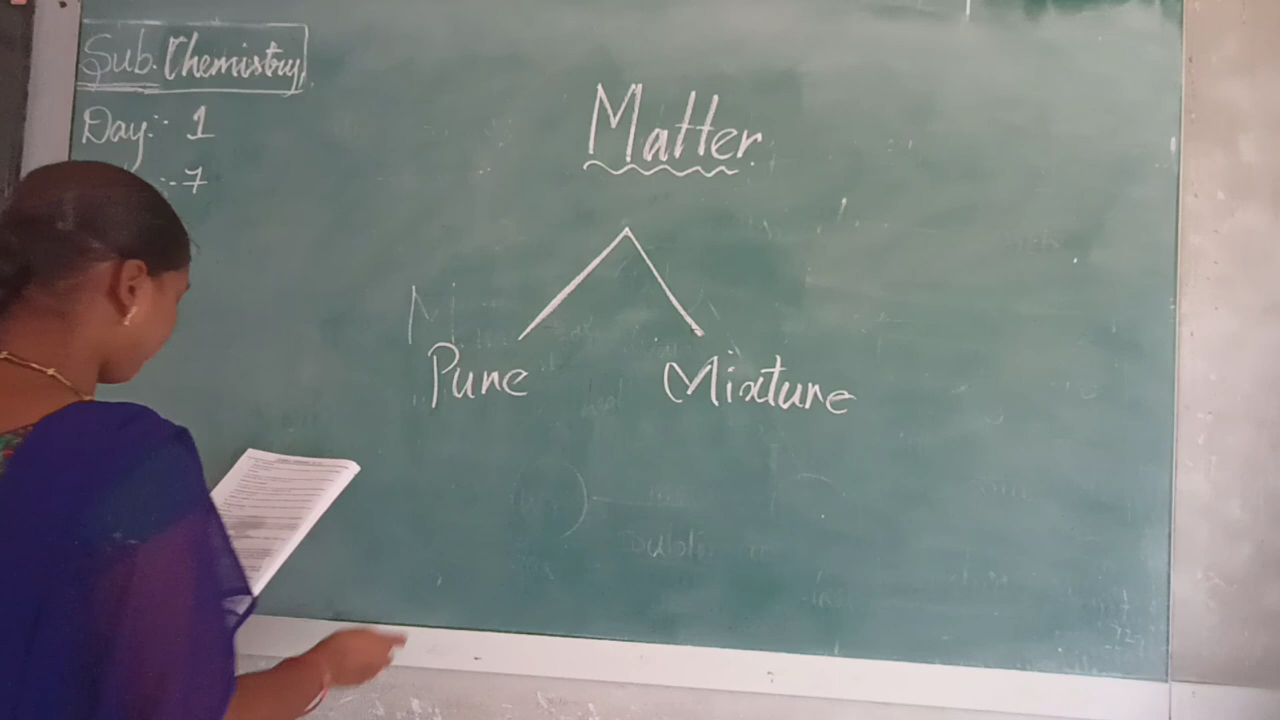 Sub. Chemistry
Day:- 1
:-7
Matter
Pure
Mixture